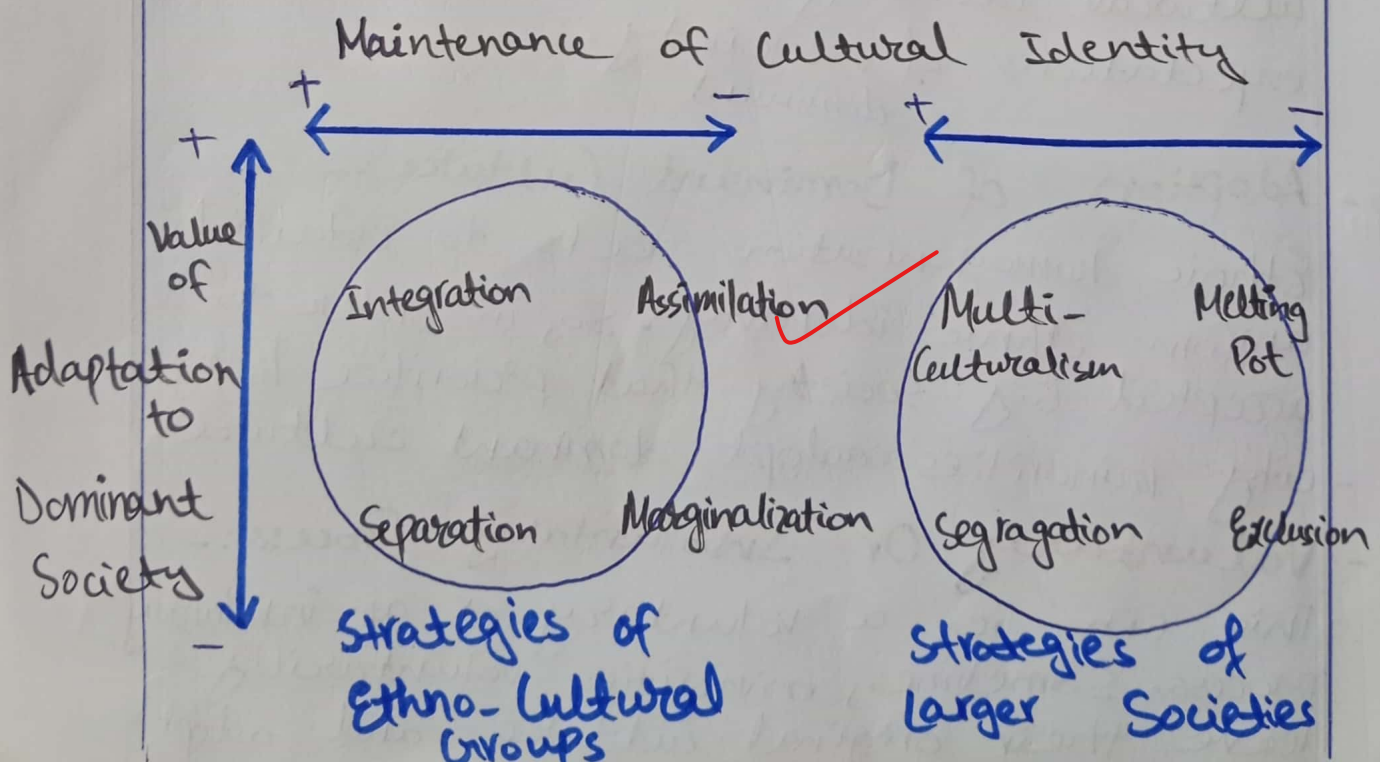 Maintenance of Cultural Identity
+ - + -
+
Value
of
Adaptation
to
Dominant
Society
-
Integration Assimilation
Separation Marginalization
Strategies of
Ethno-Cultural
Groups
Multi-
Culturalism
Melting
Pot
Segragation Exclusion
Strategies of
Larger Societies